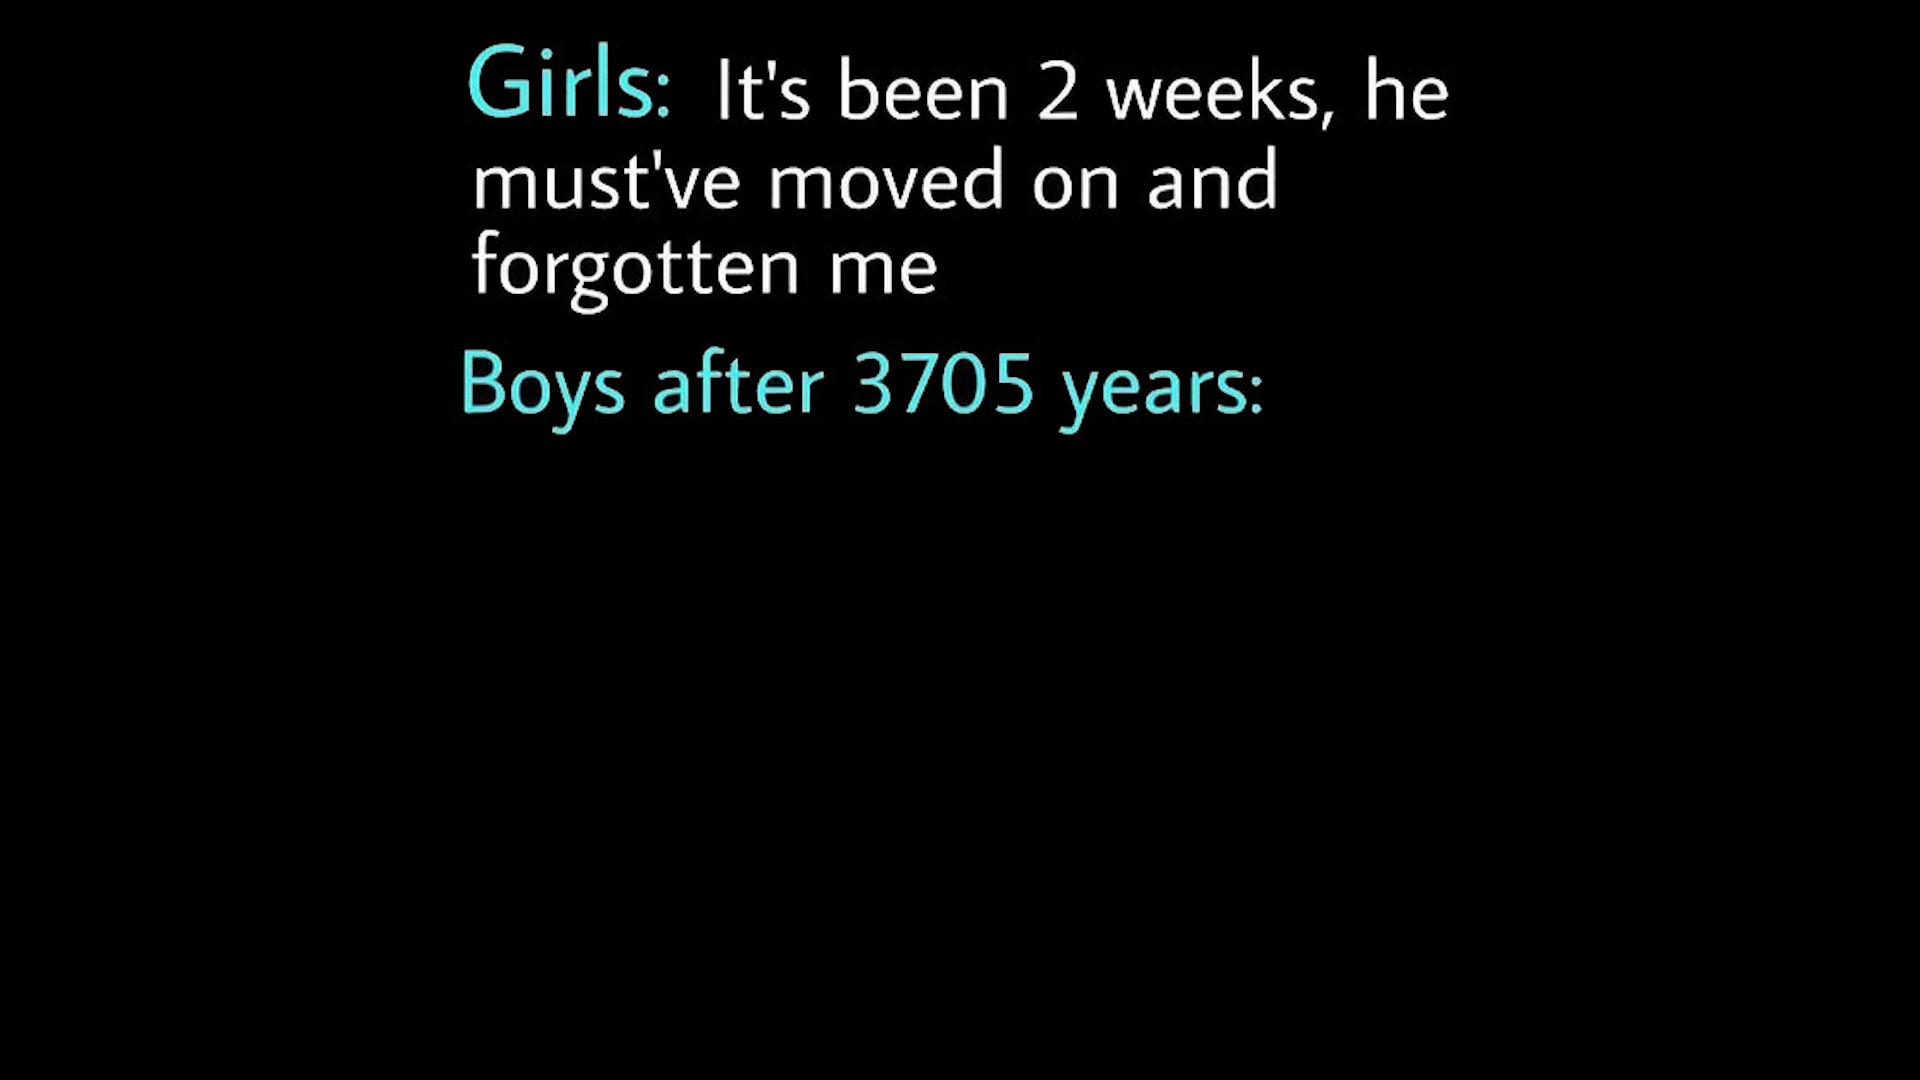 Girls: It's been 2 weeks, he
must've moved on and
forgotten me
Boys after 3705 years: